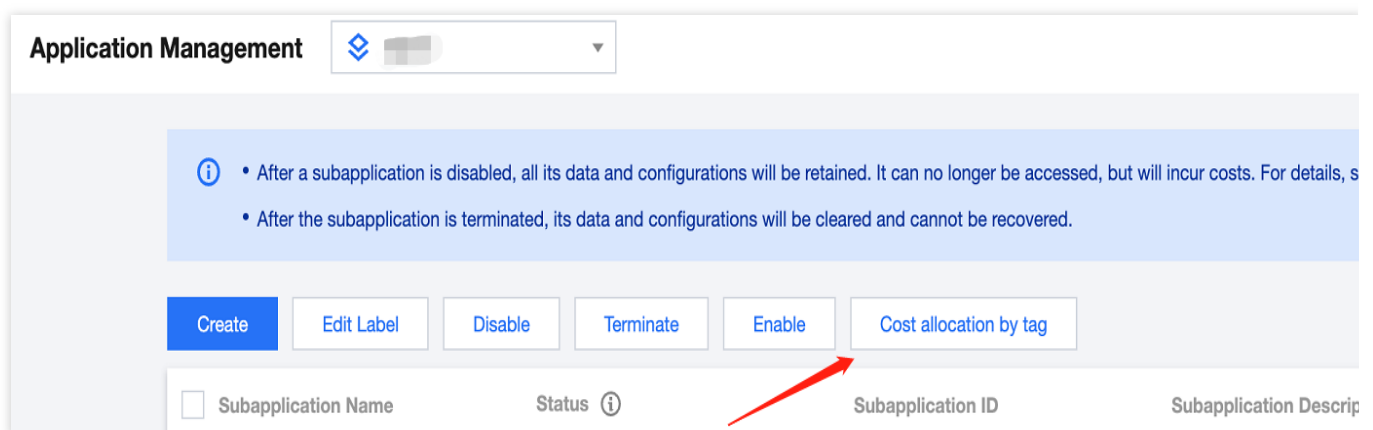 Application Management
• After a subapplication is disabled, all its data and configurations will be retained. It can no longer be accessed, but will incur costs. For details, s
• After the subapplication is terminated, its data and configurations will be cleared and cannot be recovered.
Create Edit Label Disable Terminate Enable Cost allocation by tag
Subapplication Name Status Subapplication ID Subapplication Descrip